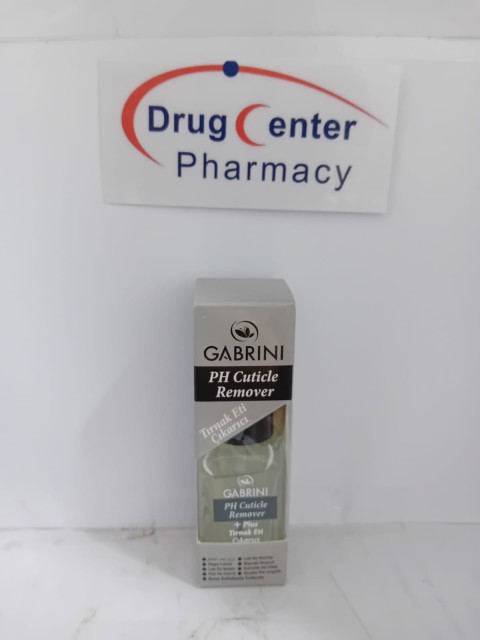 Drug Center
Pharmacy
GABRINI
PH Cuticle
Remover
Tırnak Eti
Çıkarıcı
GABRINI
PH Cuticle
Remover
+ Plus
Tırnak Eti
Çıkarıcı